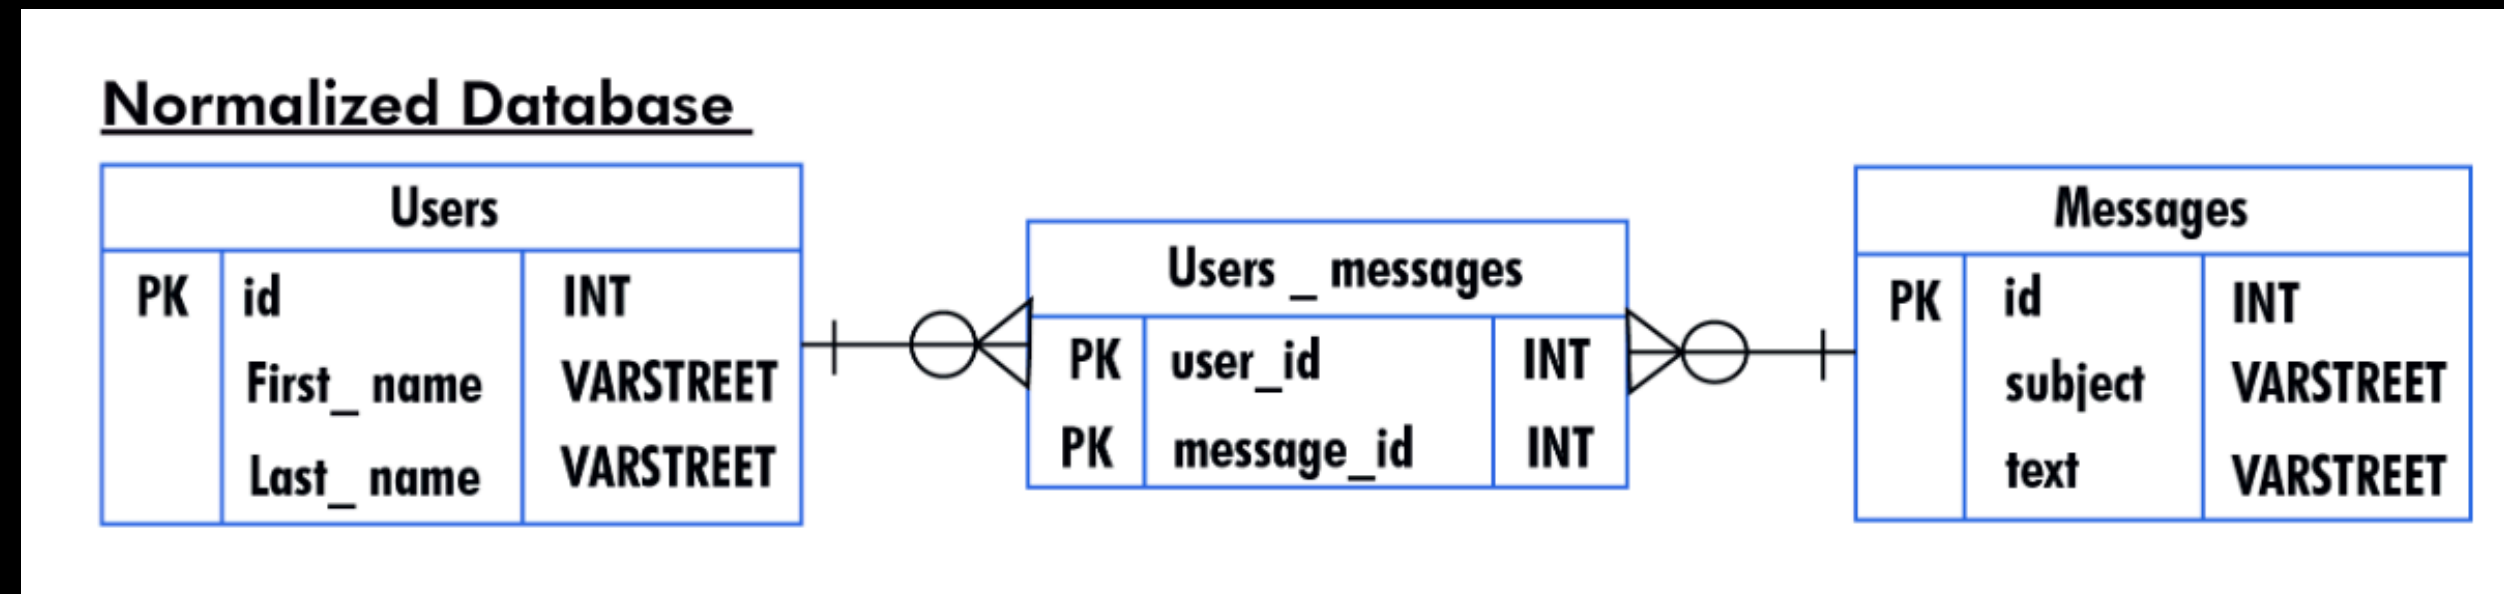 Normalized Database
Users
PK id INT
First_ name VARSTREET
Last_ name VARSTREET
Users _ messages
PK user_id INT
PK message_id INT
Messages
PK id INT
subject VARSTREET
text VARSTREET